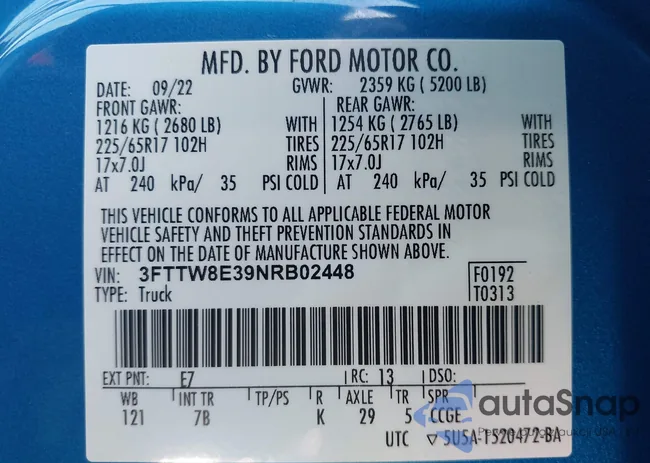 MFD. BY FORD MOTOR CO.
DATE: 09/22 GVWR: 2359 KG ( 5200 LB)
FRONT GAWR: REAR GAWR:
1216 KG ( 2680 LB) WITH 1254 KG ( 2765 LB) WITH
225/65R17 102H TIRES 225/65R17 102H TIRES
17x7.0J RIMS 17x7.0J RIMS
AT 240 kPa/ 35 PSI COLD AT 240 kPa/ 35 PSI COLD
THIS VEHICLE CONFORMS TO ALL APPLICABLE FEDERAL MOTOR
VEHICLE SAFETY AND THEFT PREVENTION STANDARDS IN
EFFECT ON THE DATE OF MANUFACTURE SHOWN ABOVE.
VIN: 3FTTW8E39NRB02448 F0192
TYPE: Truck T0313
EXT PNT: E7 RC: 13 DSO:
WB INT TR TP/PS R AXLE TR SPR
121 7B K 29 5 CCGE
UTC ▽5U5A-1520472-BA
autoSnap